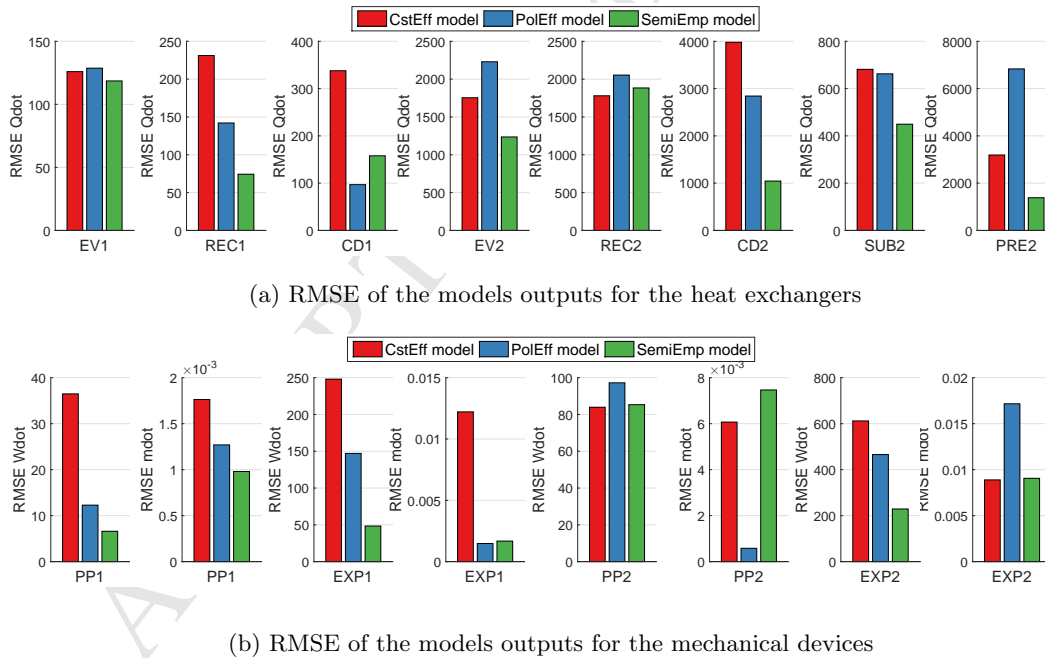 CstEff model PolEff model SemiEmp model
RMSE Qdot
150
100
50
0
EV1
RMSE Qdot
250
200
150
100
50
0
REC1
RMSE Qdot
400
300
200
100
0
CD1
RMSE Qdot
2500
2000
1500
1000
500
0
EV2
RMSE Qdot
2500
2000
1500
1000
500
0
REC2
RMSE Qdot
4000
3000
2000
1000
0
CD2
RMSE Qdot
800
600
400
200
0
SUB2
RMSE Qdot
8000
6000
4000
2000
0
PRE2
(a) RMSE of the models outputs for the heat exchangers
CstEff model PolEff model SemiEmp model
RMSE Wdot
40
30
20
10
0
PP1
RMSE mdot
×10⁻³
2
1.5
1
0.5
0
PP1
RMSE Wdot
250
200
150
100
50
0
EXP1
RMSE mdot
0.015
0.01
0.005
0
EXP1
RMSE Wdot
100
80
60
40
20
0
PP2
RMSE mdot
×10⁻³
8
6
4
2
0
PP2
RMSE Wdot
800
600
400
200
0
EXP2
RMSE mdot
0.02
0.015
0.01
0.005
0
EXP2
(b) RMSE of the models outputs for the mechanical devices